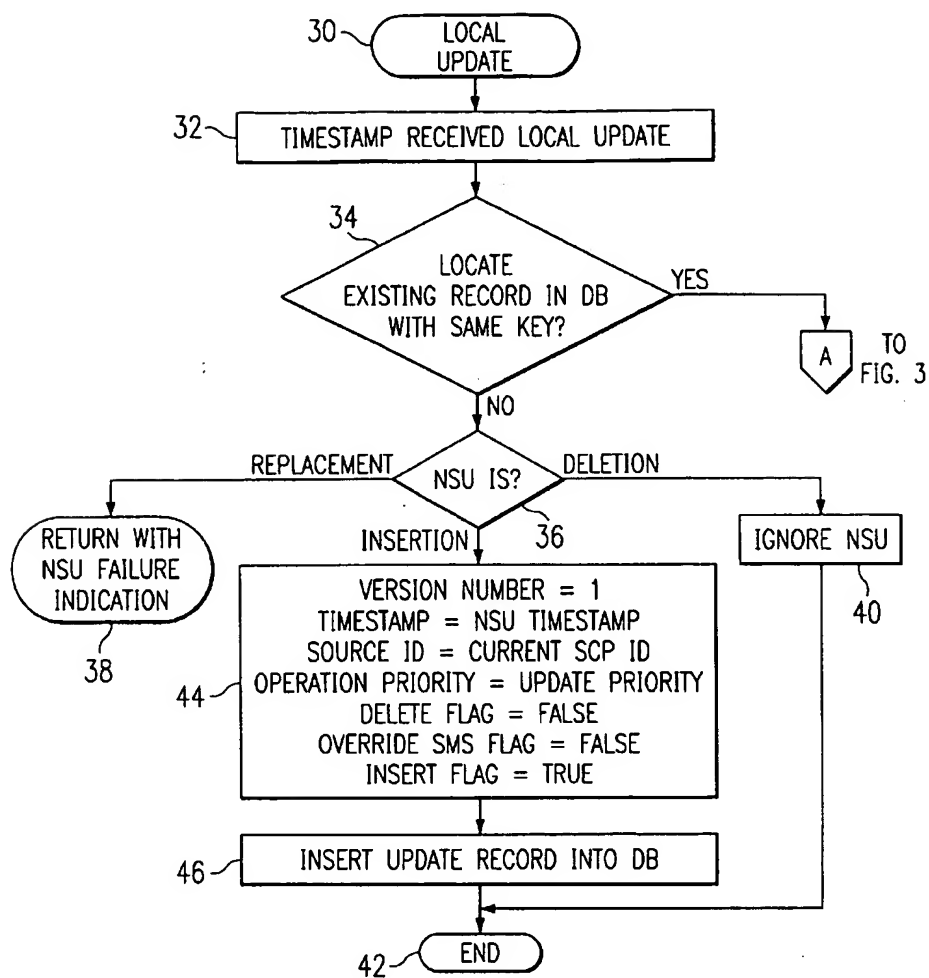 30
LOCAL
UPDATE
32
TIMESTAMP RECEIVED LOCAL UPDATE
34
LOCATE
EXISTING RECORD IN DB
WITH SAME KEY?
YES
A
TO
FIG. 3
NO
REPLACEMENT
NSU IS?
DELETION
36
INSERTION
RETURN WITH
NSU FAILURE
INDICATION
38
IGNORE NSU
40
VERSION NUMBER = 1
TIMESTAMP = NSU TIMESTAMP
SOURCE ID = CURRENT SCP ID
OPERATION PRIORITY = UPDATE PRIORITY
DELETE FLAG = FALSE
OVERRIDE SMS FLAG = FALSE
INSERT FLAG = TRUE
44
46
INSERT UPDATE RECORD INTO DB
42
END